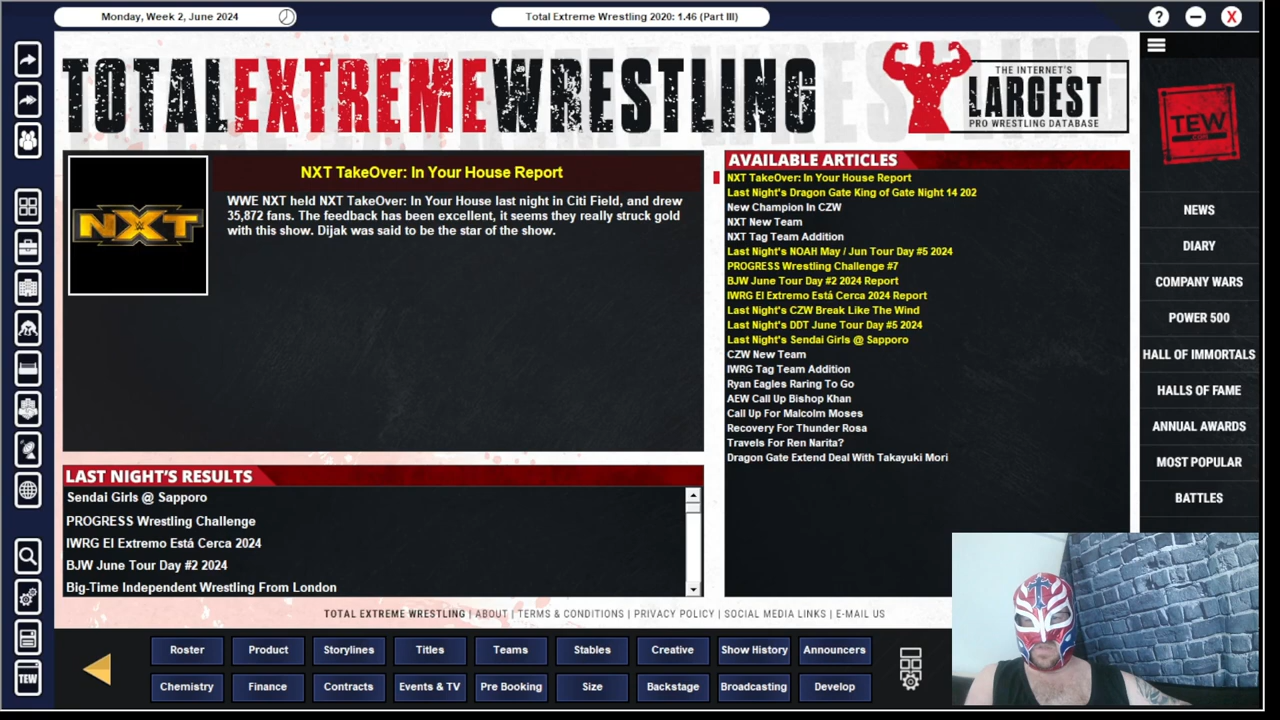 Monday, Week 2, June 2024
Total Extreme Wrestling 2020: 1.46 (Part III)
?
X
TOTALEXTREMEWRESTLING
THE INTERNET'S
LARGEST
PRO WRESTLING DATABASE
TEW
.COM
NXT TakeOver: In Your House Report
NXT
WWE NXT held NXT TakeOver: In Your House last night in Citi Field, and drew
35,872 fans. The feedback has been excellent, it seems they really struck gold
with this show. Dijak was said to be the star of the show.
AVAILABLE ARTICLES
NXT TakeOver: In Your House Report
Last Night's Dragon Gate King of Gate Night 14 202
New Champion In CZW
NXT New Team
NXT Tag Team Addition
Last Night's NOAH May / Jun Tour Day #5 2024
PROGRESS Wrestling Challenge #7
BJW June Tour Day #2 2024 Report
IWRG El Extremo Está Cerca 2024 Report
Last Night's CZW Break Like The Wind
Last Night's DDT June Tour Day #5 2024
Last Night's Sendai Girls @ Sapporo
CZW New Team
IWRG Tag Team Addition
Ryan Eagles Raring To Go
AEW Call Up Bishop Khan
Call Up For Malcolm Moses
Recovery For Thunder Rosa
Travels For Ren Narita?
Dragon Gate Extend Deal With Takayuki Mori
NEWS
DIARY
COMPANY WARS
POWER 500
HALL OF IMMORTALS
HALLS OF FAME
ANNUAL AWARDS
MOST POPULAR
BATTLES
LAST NIGHT'S RESULTS
Sendai Girls @ Sapporo
PROGRESS Wrestling Challenge
IWRG El Extremo Está Cerca 2024
BJW June Tour Day #2 2024
Big-Time Independent Wrestling From London
TOTAL EXTREME WRESTLING | ABOUT | TERMS & CONDITIONS | PRIVACY POLICY | SOCIAL MEDIA LINKS | E-MAIL US
TEW
Roster
Product
Storylines
Titles
Teams
Stables
Creative
Show History
Announcers
Chemistry
Finance
Contracts
Events & TV
Pre Booking
Size
Backstage
Broadcasting
Develop